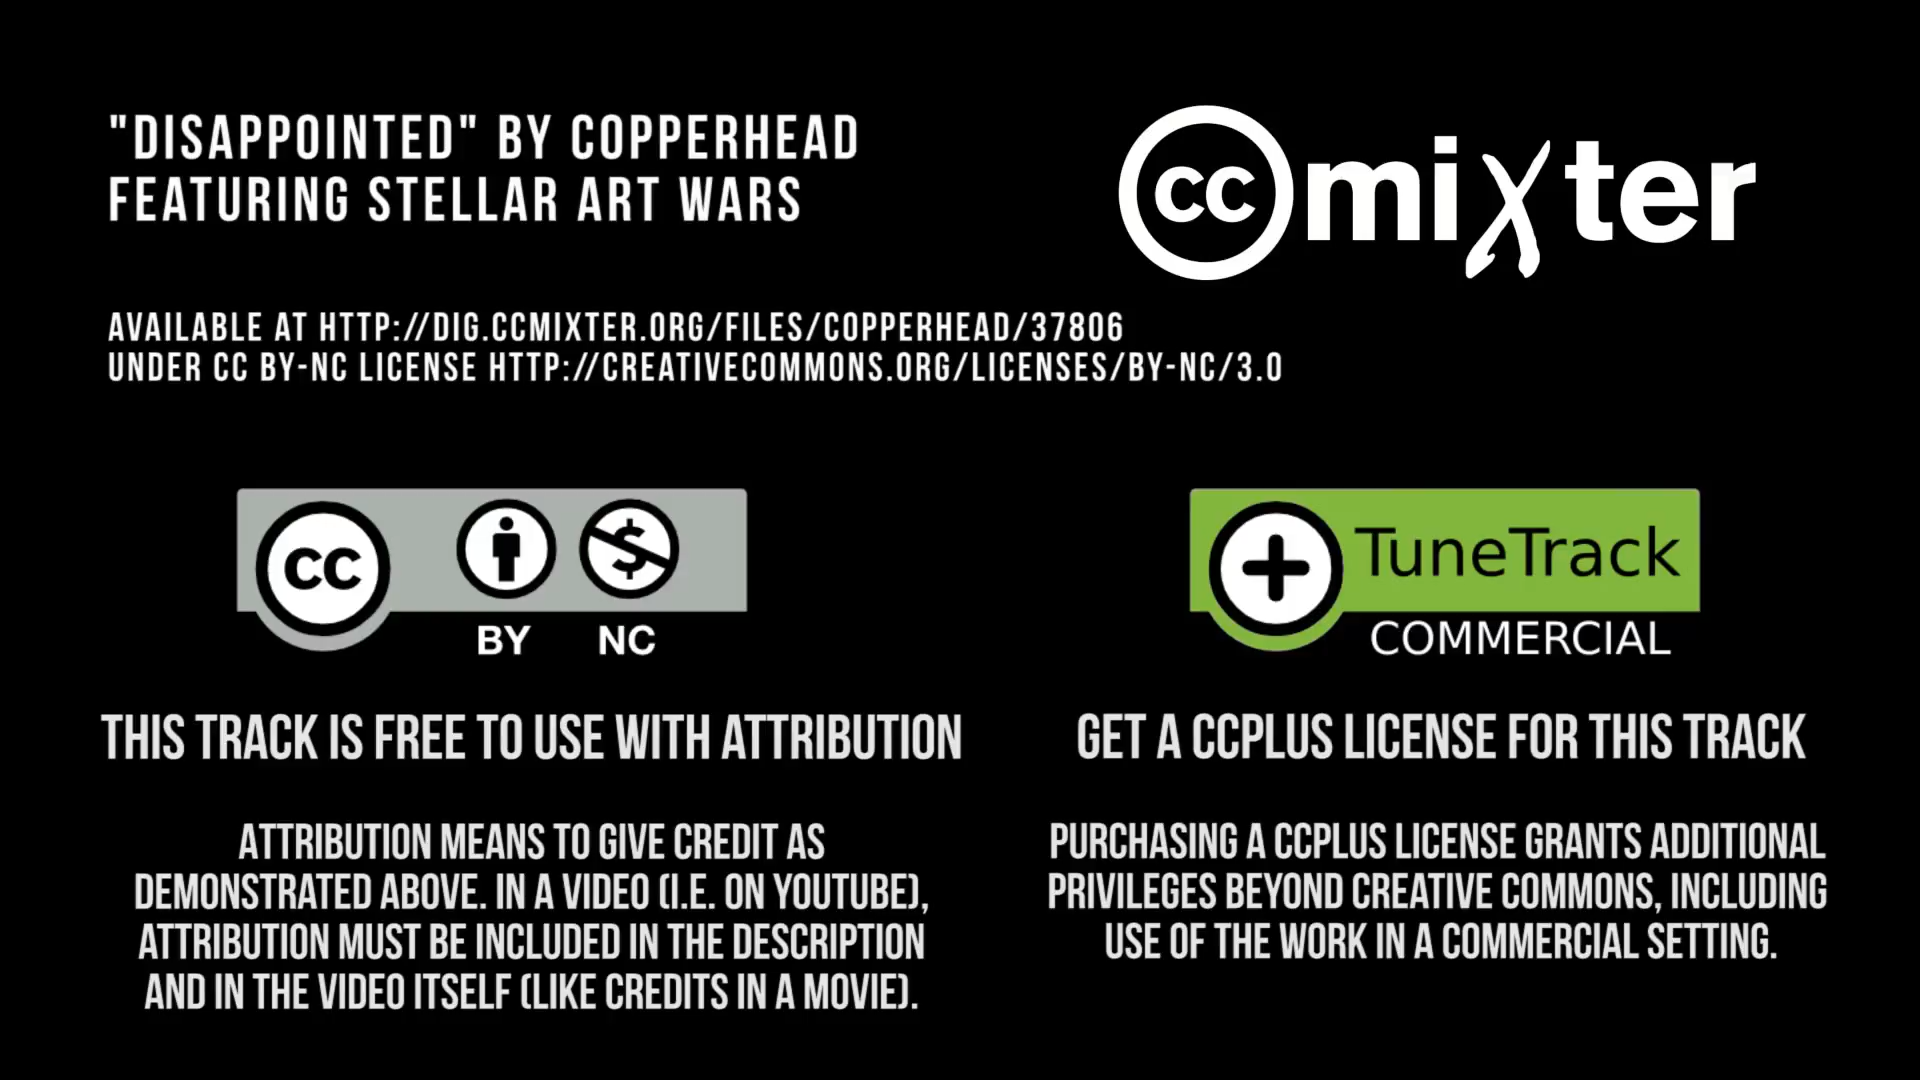 "DISAPPOINTED" BY COPPERHEAD
FEATURING STELLAR ART WARS
cc mixter
AVAILABLE AT HTTP://DIG.CCMIXTER.ORG/FILES/COPPERHEAD/37806
UNDER CC BY-NC LICENSE HTTP://CREATIVECOMMONS.ORG/LICENSES/BY-NC/3.0
CC
BY NC
THIS TRACK IS FREE TO USE WITH ATTRIBUTION
ATTRIBUTION MEANS TO GIVE CREDIT AS
DEMONSTRATED ABOVE. IN A VIDEO (I.E. ON YOUTUBE),
ATTRIBUTION MUST BE INCLUDED IN THE DESCRIPTION
AND IN THE VIDEO ITSELF (LIKE CREDITS IN A MOVIE).
TuneTrack
COMMERCIAL
GET A CCPLUS LICENSE FOR THIS TRACK
PURCHASING A CCPLUS LICENSE GRANTS ADDITIONAL
PRIVILEGES BEYOND CREATIVE COMMONS, INCLUDING
USE OF THE WORK IN A COMMERCIAL SETTING.